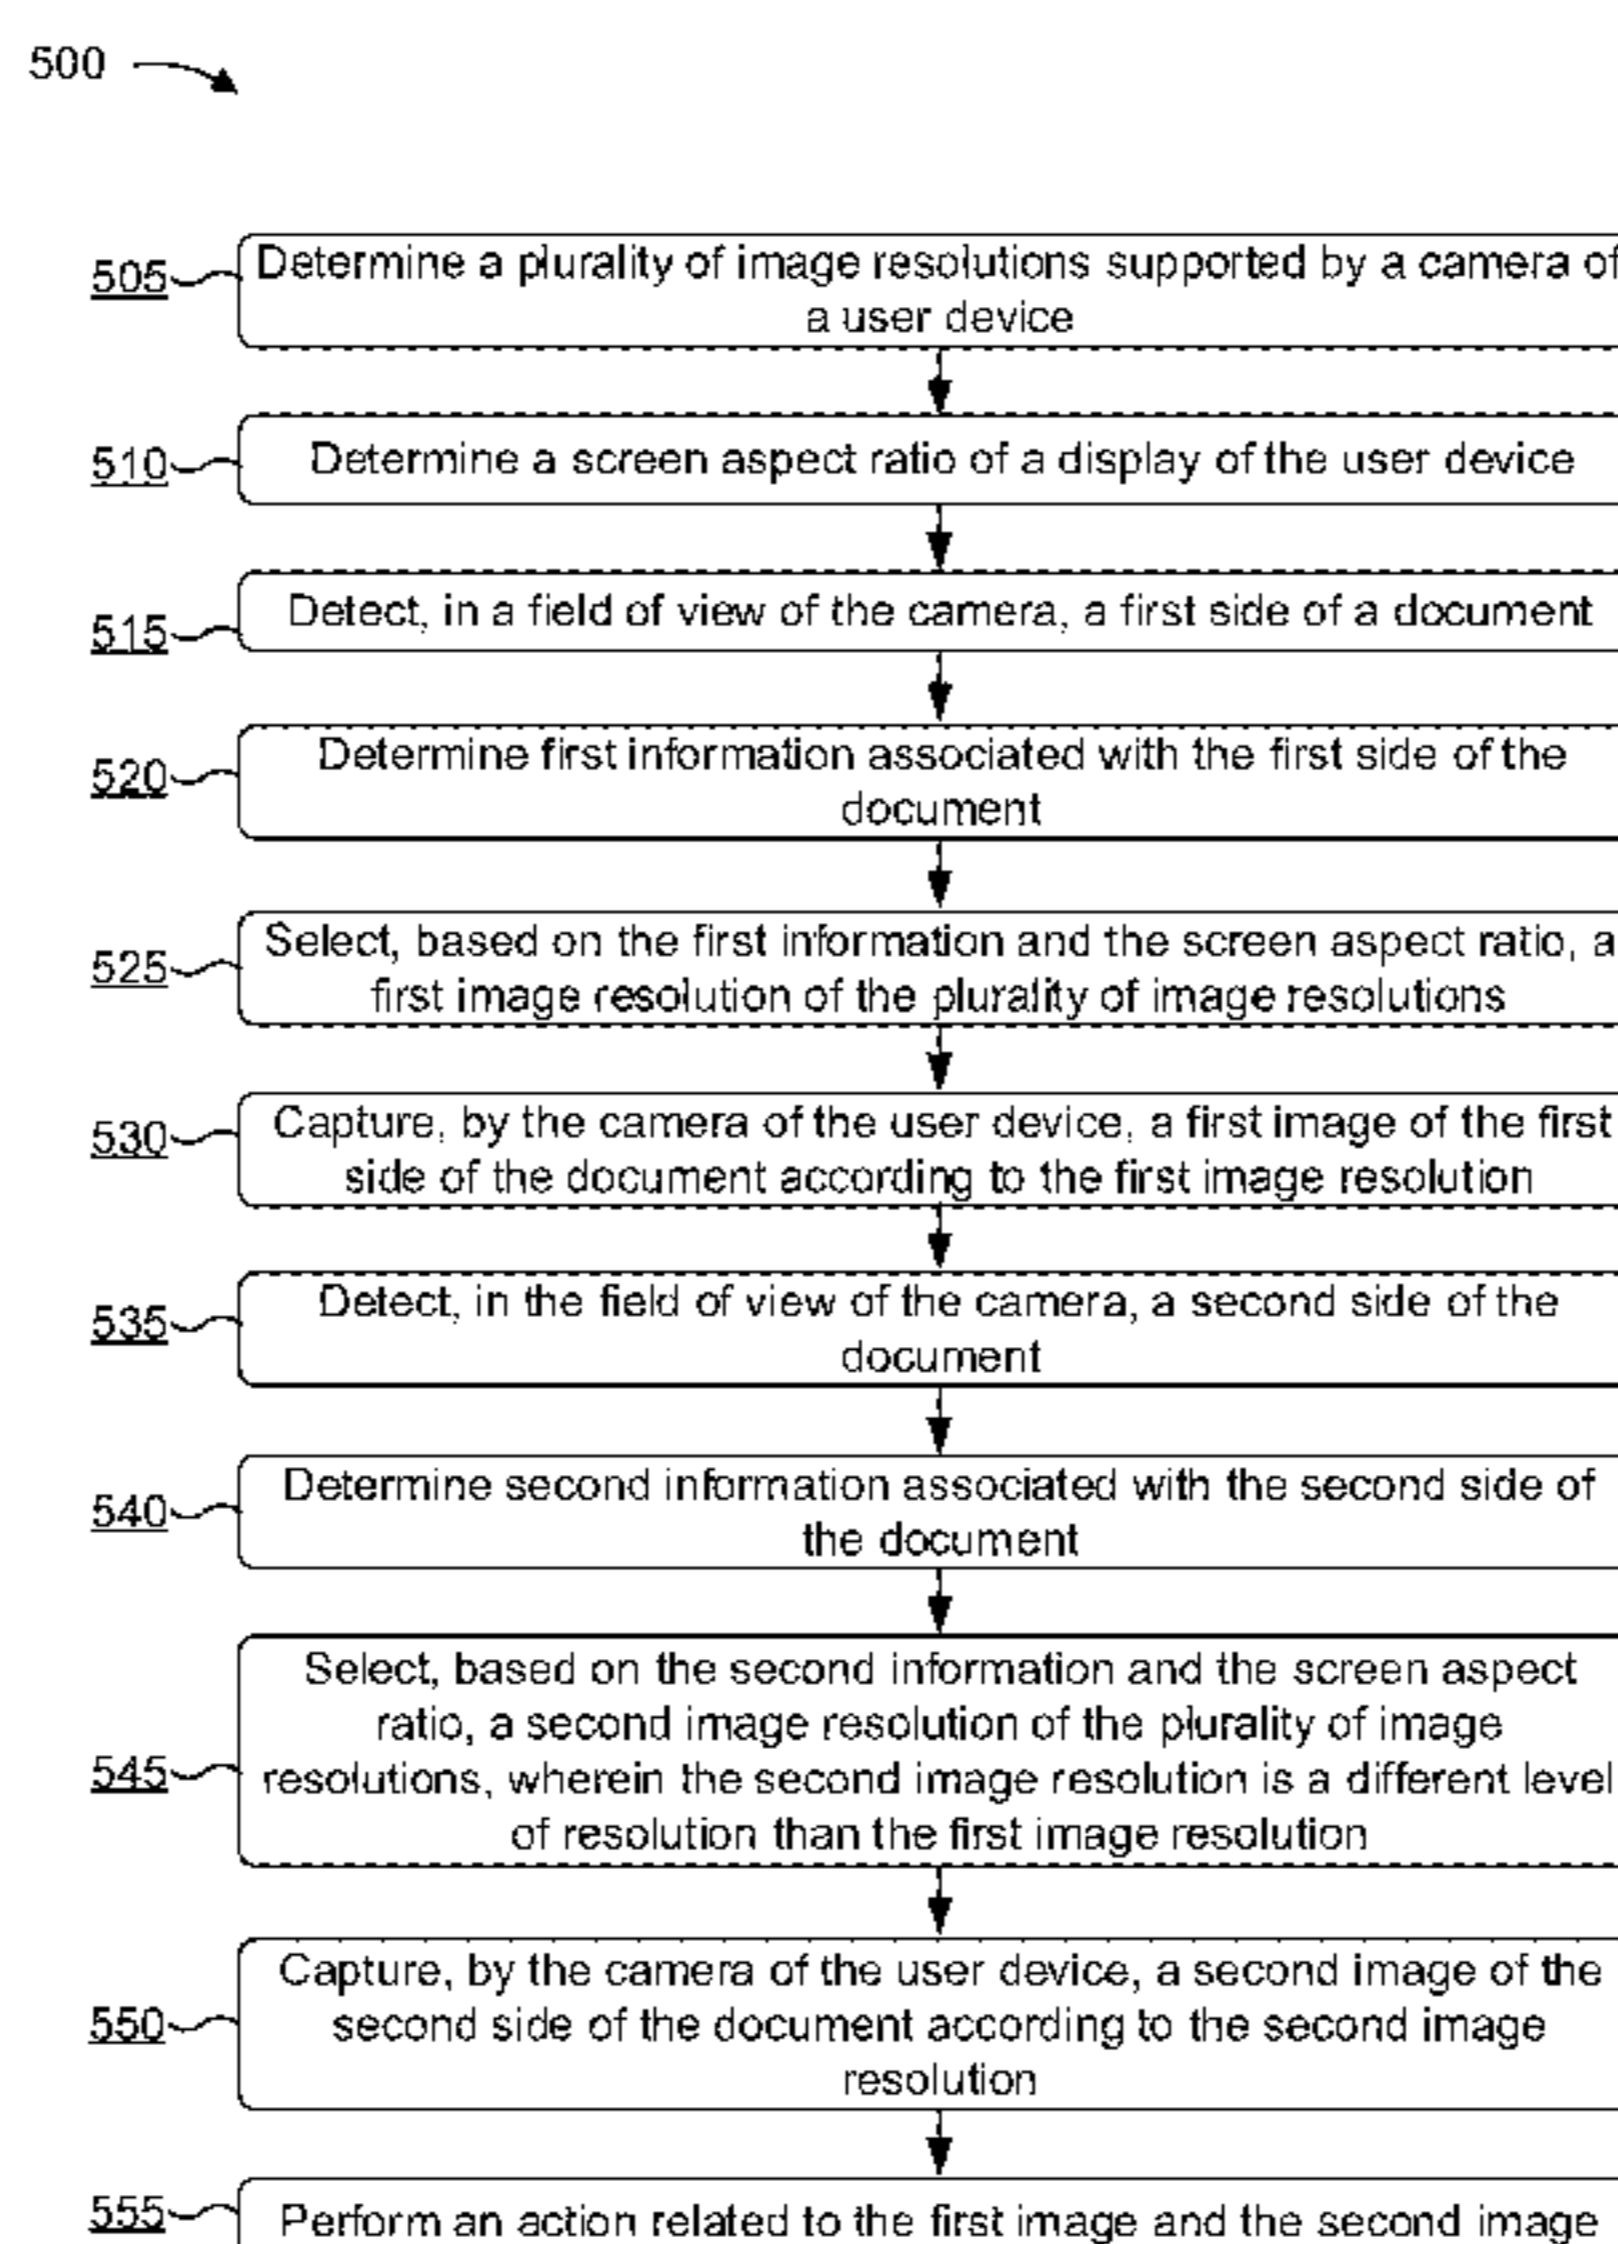 500
505 Determine a plurality of image resolutions supported by a camera of
a user device
510 Determine a screen aspect ratio of a display of the user device
515 Detect, in a field of view of the camera, a first side of a document
520 Determine first information associated with the first side of the
document
525 Select, based on the first information and the screen aspect ratio, a
first image resolution of the plurality of image resolutions
530 Capture, by the camera of the user device, a first image of the first
side of the document according to the first image resolution
535 Detect, in the field of view of the camera, a second side of the
document
540 Determine second information associated with the second side of
the document
Select, based on the second information and the screen aspect
ratio, a second image resolution of the plurality of image
545 resolutions, wherein the second image resolution is a different level
of resolution than the first image resolution
Capture, by the camera of the user device, a second image of the
550 second side of the document according to the second image
resolution
555 Perform an action related to the first image and the second image